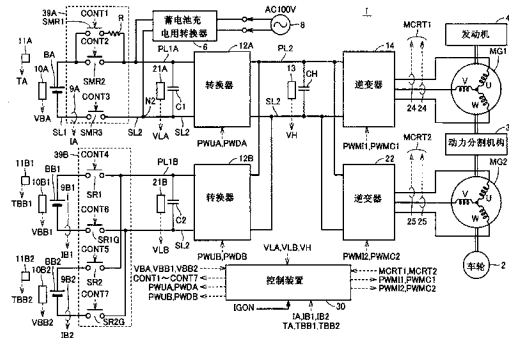 39A CONT1
SMR1
11A
CONT2
R
TA
BA
10A
SMR2
CONT3
9A
VBA
SL1
SMR3
IA
蓄电池充
电用转换器
6
AC100V
8
PL1A
21A
N2
C1
SL2
SL2
VLA
12A
转换器
PWUA,PWDA
PL2
13
CH
SL2
VH
1
14
逆变器
PWMI1,PWMC1
MCRT1
24
24
发动机
4
MG1
U
V
W
3
动力分割机构
MG2
U
V
W
22
逆变器
PWMI2,PWMC2
MCRT2
25
25
车轮
2
39B CONT4
11B1
BB1
10B1
9B1
SR1
TBB1
CONT6
VBB1
SR1G
IB1
CONT5
11B2
BB2
10B2
9B2
SR2
TBB2
CONT7
VBB2
SR2G
IB2
PL1B
21B
C2
VLB
SL2
12B
转换器
PWUB,PWDB
VLA,VLB,VH
VBA,VBB1,VBB2
CONT1~CONT7
PWUA,PWDA
PWUB,PWDB
控制装置
30
MCRT1,MCRT2
PWMI1,PWMC1
PWMI2,PWMC2
IGON
IA,IB1,IB2
TA,TBB1,TBB2